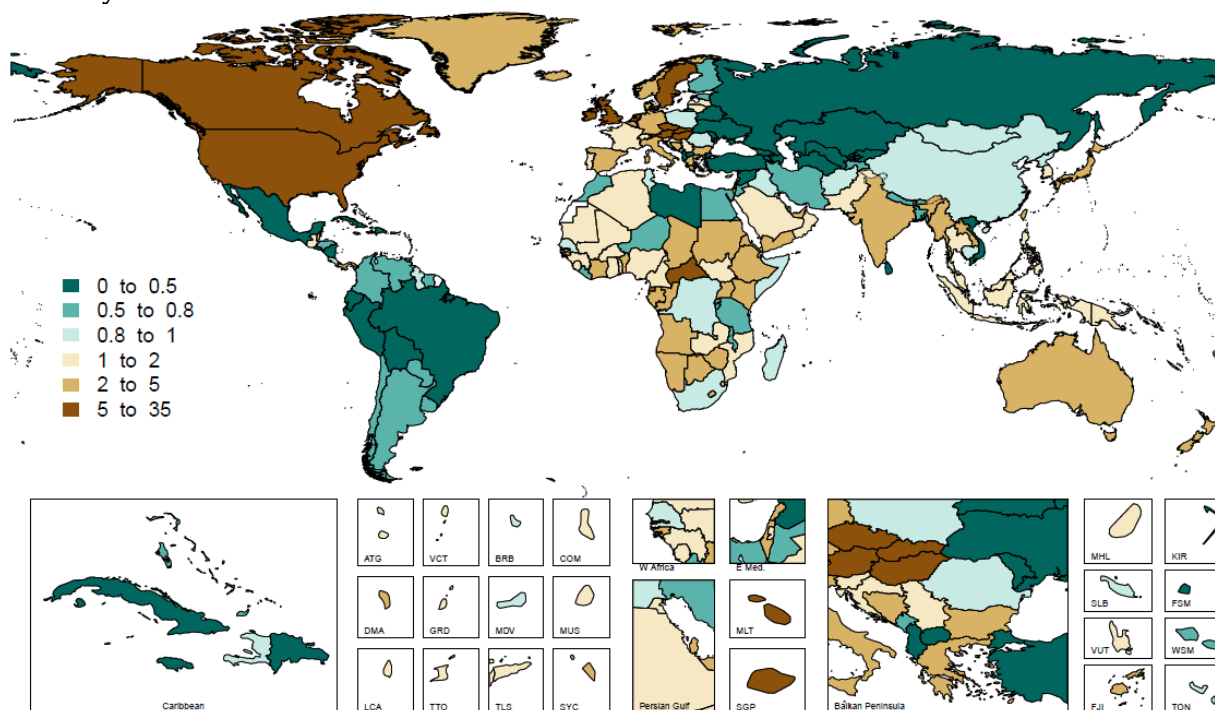 0 to 0.5
0.5 to 0.8
0.8 to 1
1 to 2
2 to 5
5 to 35
Caribbean
ATG
VCT
BRB
COM
DMA
GRD
MDV
MUS
LCA
TTO
TLS
SYC
W Africa
E Med.
Persian Gulf
MLT
SGP
Balkan Peninsula
MHL
KIR
SLB
FSM
VUT
WSM
FJI
TON